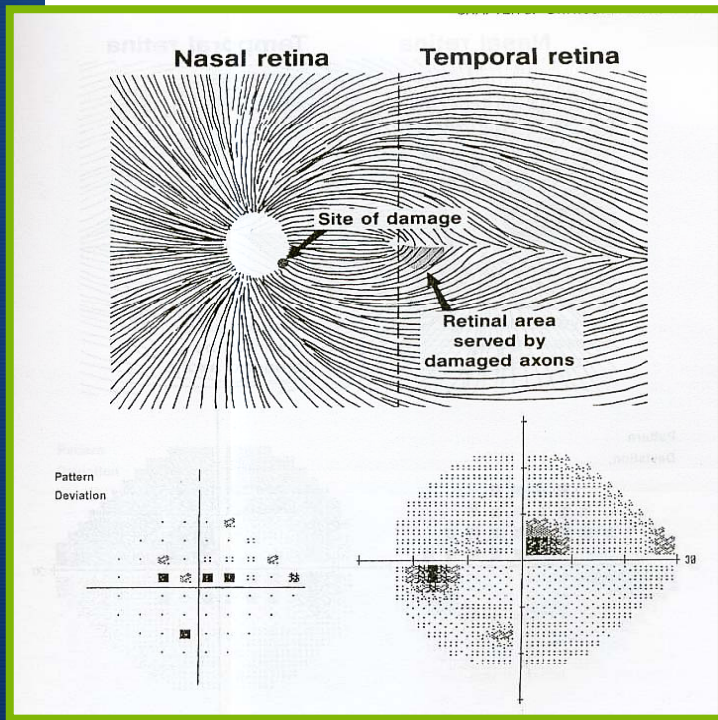 Nasal retina
Temporal retina
Site of damage
Retinal area
served by
damaged axons
Pattern
Deviation
30